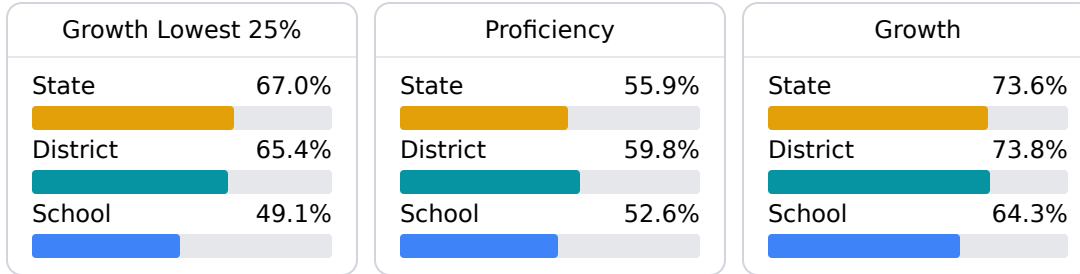 Growth Lowest 25%
State 67.0%
District 65.4%
School 49.1%
Proficiency
State 55.9%
District 59.8%
School 52.6%
Growth
State 73.6%
District 73.8%
School 64.3%